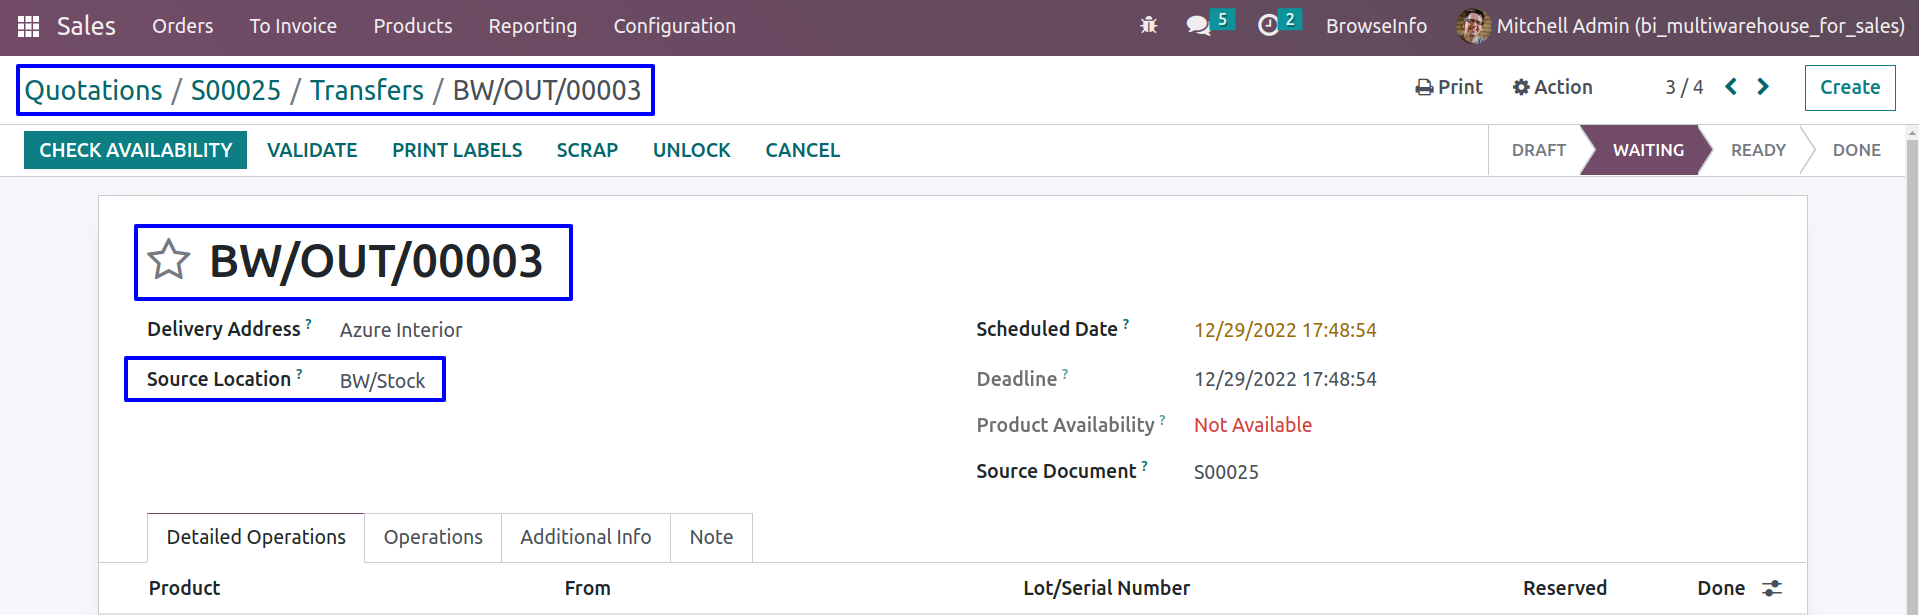 Sales Orders To Invoice Products Reporting Configuration 5 2 BrowseInfo Mitchell Admin (bi_multiwarehouse_for_sales)
Quotations / S00025 / Transfers / BW/OUT/00003 Print Action 3 / 4 Create
CHECK AVAILABILITY VALIDATE PRINT LABELS SCRAP UNLOCK CANCEL DRAFT WAITING READY DONE
BW/OUT/00003
Delivery Address ? Azure Interior Scheduled Date ? 12/29/2022 17:48:54
Source Location ? BW/Stock Deadline ? 12/29/2022 17:48:54
Product Availability ? Not Available
Source Document ? S00025
Detailed Operations Operations Additional Info Note
Product From Lot/Serial Number Reserved Done